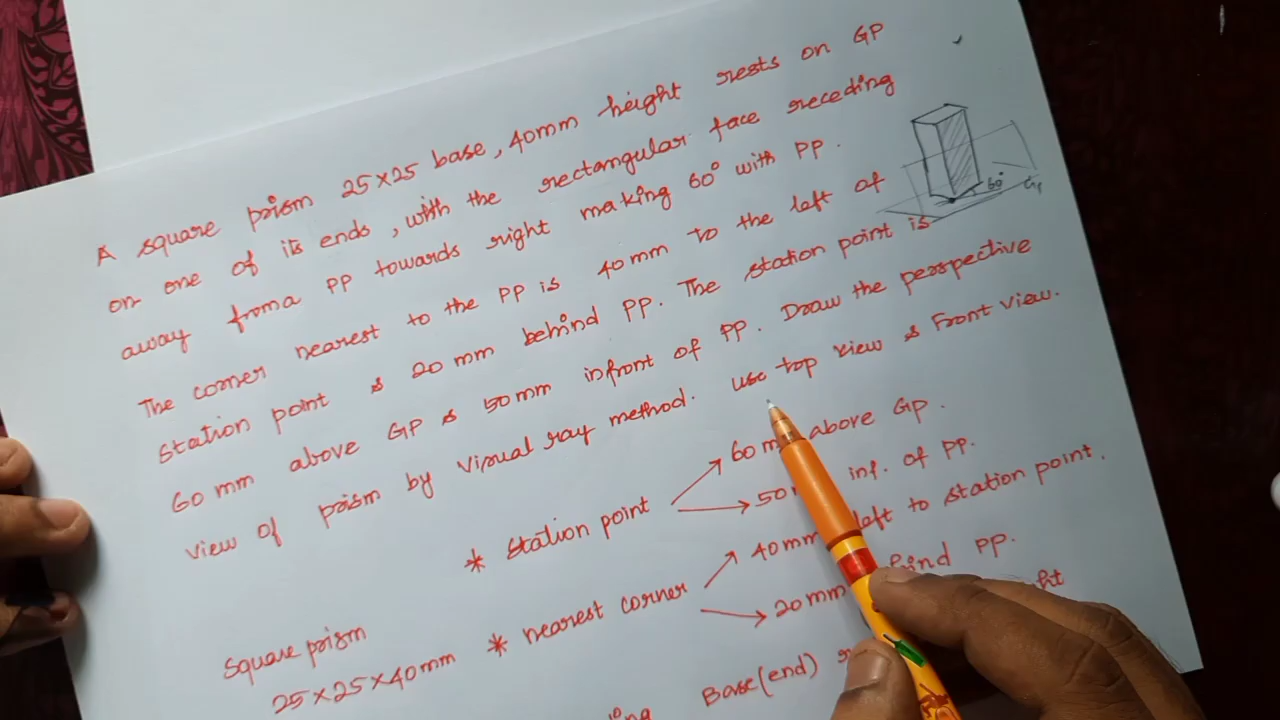 A square prism 25×25 base, 40mm height rests on GP
on one of its ends, with the rectangular face receding
away froma PP towards right making 60° with PP.
The corner nearest to the PP is 40mm to the left of
station point & 20mm behind PP. The station point is
60mm above GP & 50mm infront of PP. Draw the perspective
view of prism by visual ray method. Use top view & Front view.
60° GP
* Station point → 60 m above GP.
→ 50 inf. of PP.
* nearest corner → 40mm left to station point.
→ 20mm PP.
Square prism
25×25×40mm
Base(end)